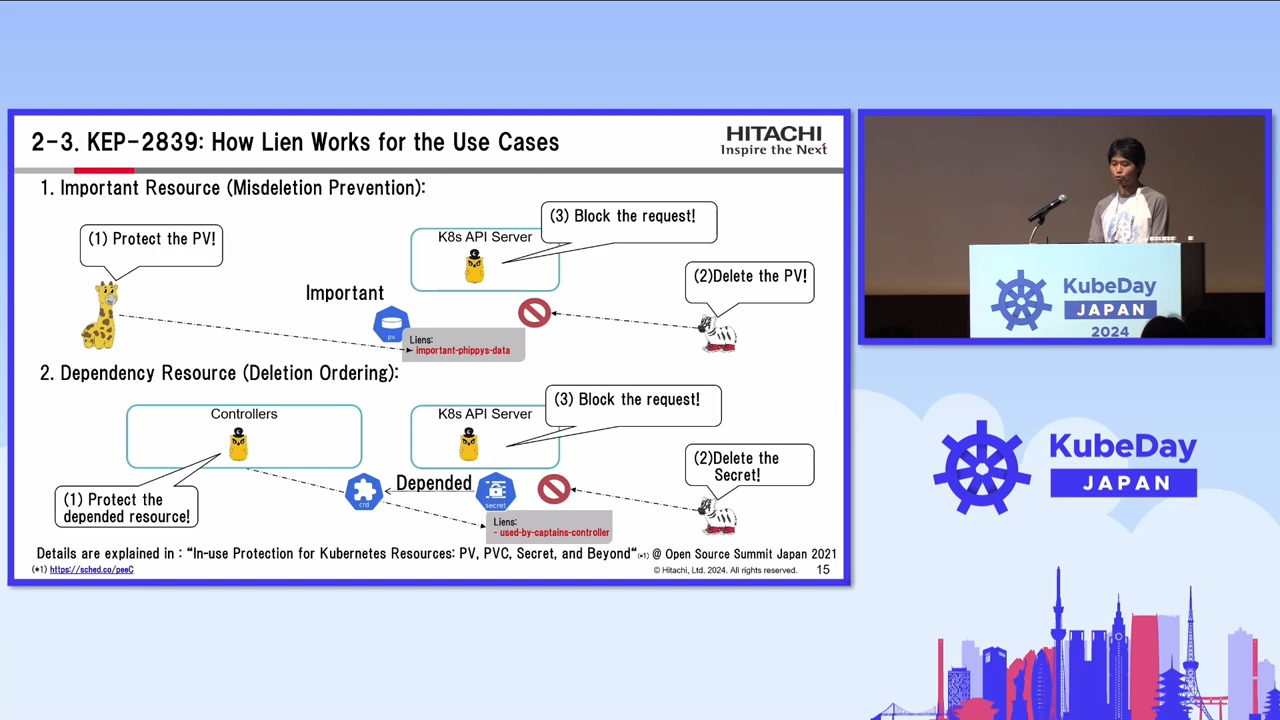 2-3. KEP-2839: How Lien Works for the Use Cases
HITACHI
Inspire the Next
1. Important Resource (Misdeletion Prevention):
(1) Protect the PV!
K8s API Server
(3) Block the request!
(2)Delete the PV!
Important
pv
Liens:
important-phippys-data
2. Dependency Resource (Deletion Ordering):
Controllers
K8s API Server
(3) Block the request!
(2)Delete the
Secret!
(1) Protect the
depended resource!
crd
Depended
secret
Liens:
- used-by-captains-controller
Details are explained in : "In-use Protection for Kubernetes Resources: PV, PVC, Secret, and Beyond"(*1) @ Open Source Summit Japan 2021
(*1) https://sched.co/peeC
© Hitachi, Ltd. 2024. All rights reserved.
15
KubeDay
JAPAN
2024
KubeDay
JAPAN